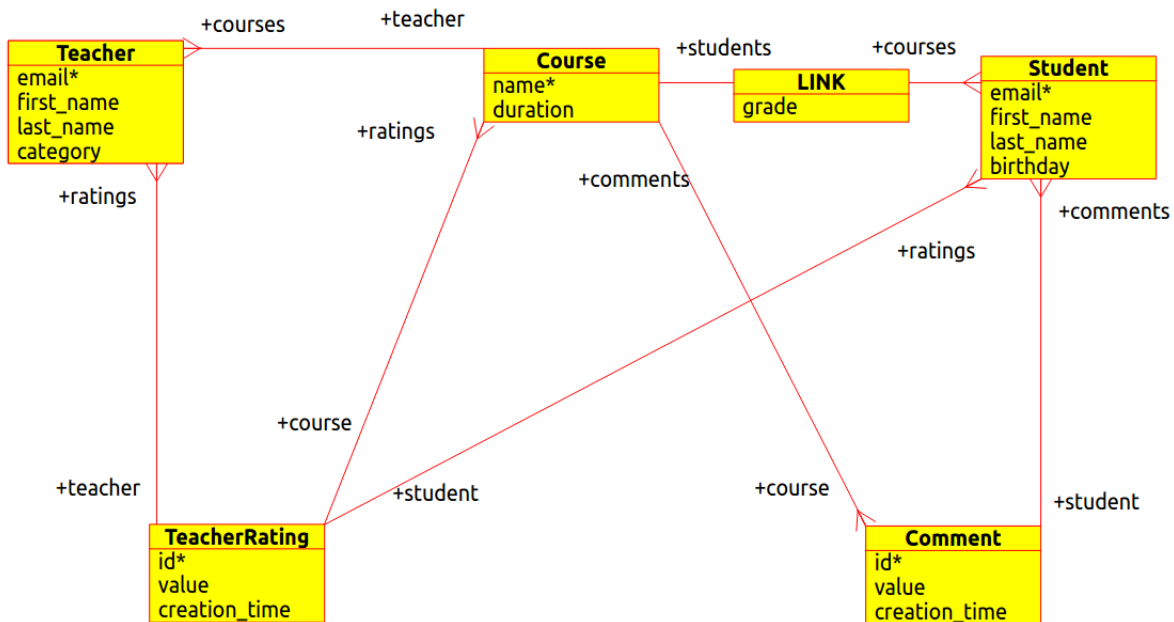 +courses
+teacher
Teacher
email*
first_name
last_name
category
Course
name*
duration
+students
+courses
LINK
grade
Student
email*
first_name
last_name
birthday
+ratings
+comments
+ratings
+comments
+ratings
+course
+teacher
+student
+course
+student
TeacherRating
id*
value
creation_time
Comment
id*
value
creation_time